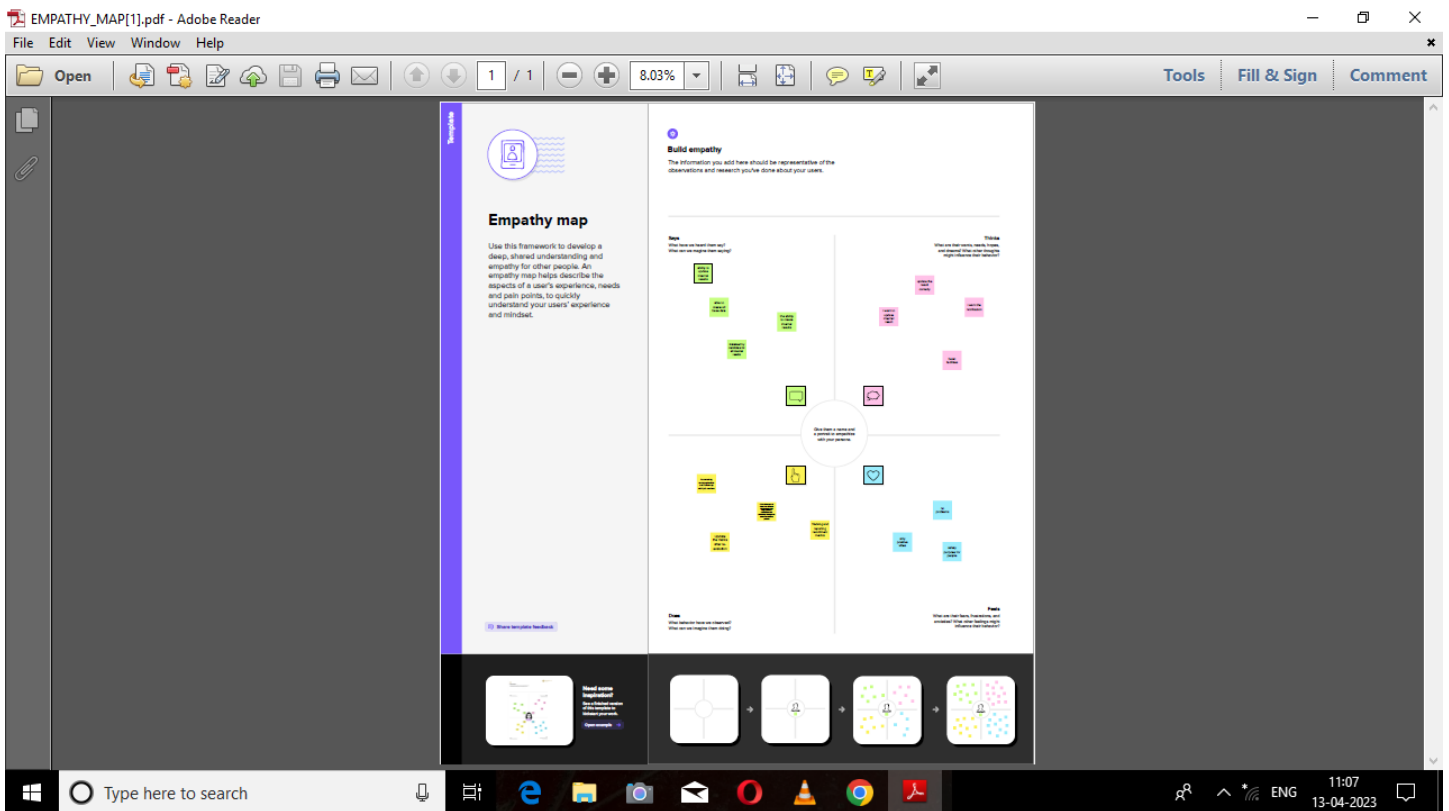 EMPATHY_MAP[1].pdf - Adobe Reader
File Edit View Window Help
Open
1 / 1
8.03%
Tools
Fill & Sign
Comment
Template
Empathy map
Use this framework to develop a
deep, shared understanding and
empathy for other people. An
empathy map helps describe the
aspects of a user's experience, needs
and pain points, to quickly
understand your users' experience
and mindset.
Share template feedback
Build empathy
The information you add here should be representative of the
observations and research you've done about your users.
Says
What have we heard them say?
What can we imagine them saying?
Thinks
What are their wants, needs, hopes,
and dreams? What other thoughts
might influence their behavior?
Give them a name and
a portrait to empathize
with your persona.
Does
What behavior have we observed?
What can we imagine them doing?
Feels
What are their fears, frustrations, and
anxieties? What other feelings might
influence their behavior?
Need some
inspiration?
See a finished version
of this template to
kickstart your work.
Open example
Type here to search
ENG
11:07
13-04-2023